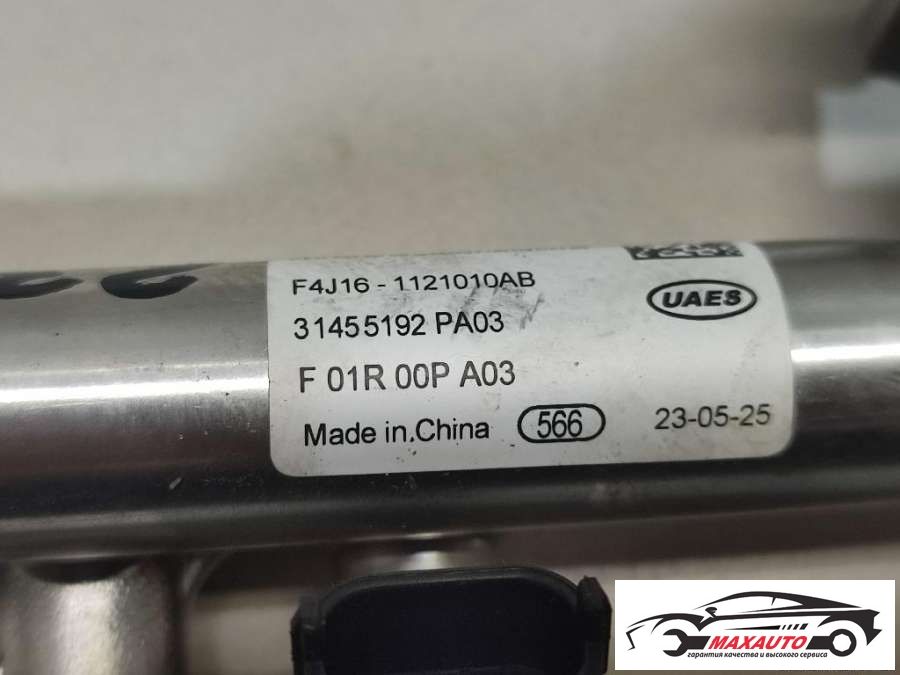 F4J16 - 1121010AB
UAES
31455192 PA03
F 01R 00P A03
Made in China 566 23-05-25
MAXAUTO
гарантия качества и высокого сервиса